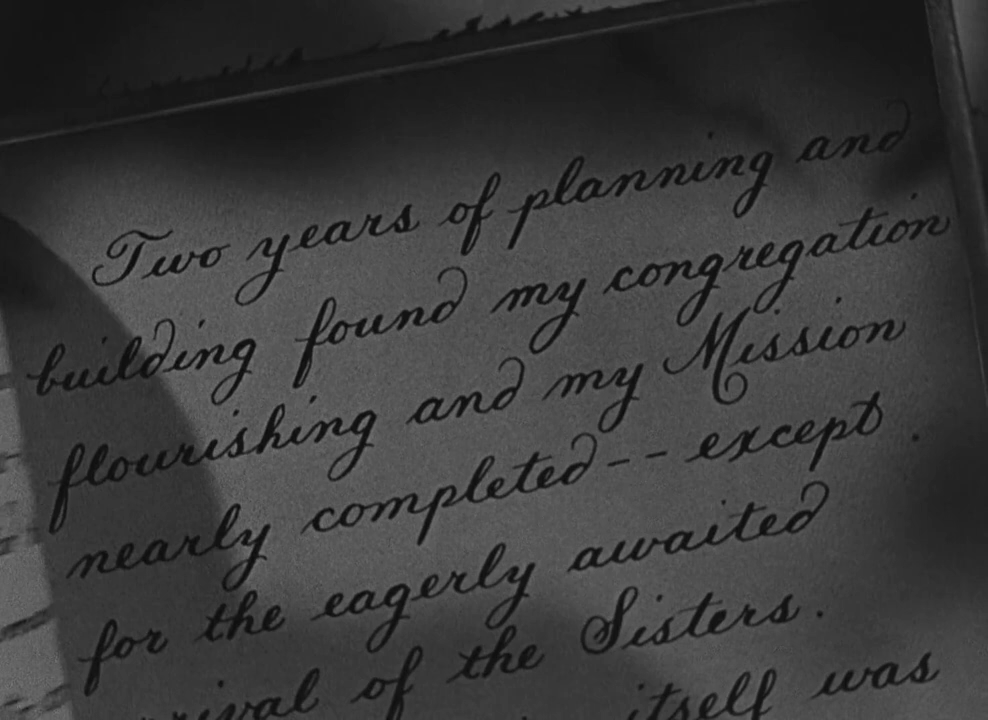 Two years of planning and
building found my congregation
flourishing and my Mission
nearly completed -- except
for the eagerly awaited
of the Sisters.
itself was